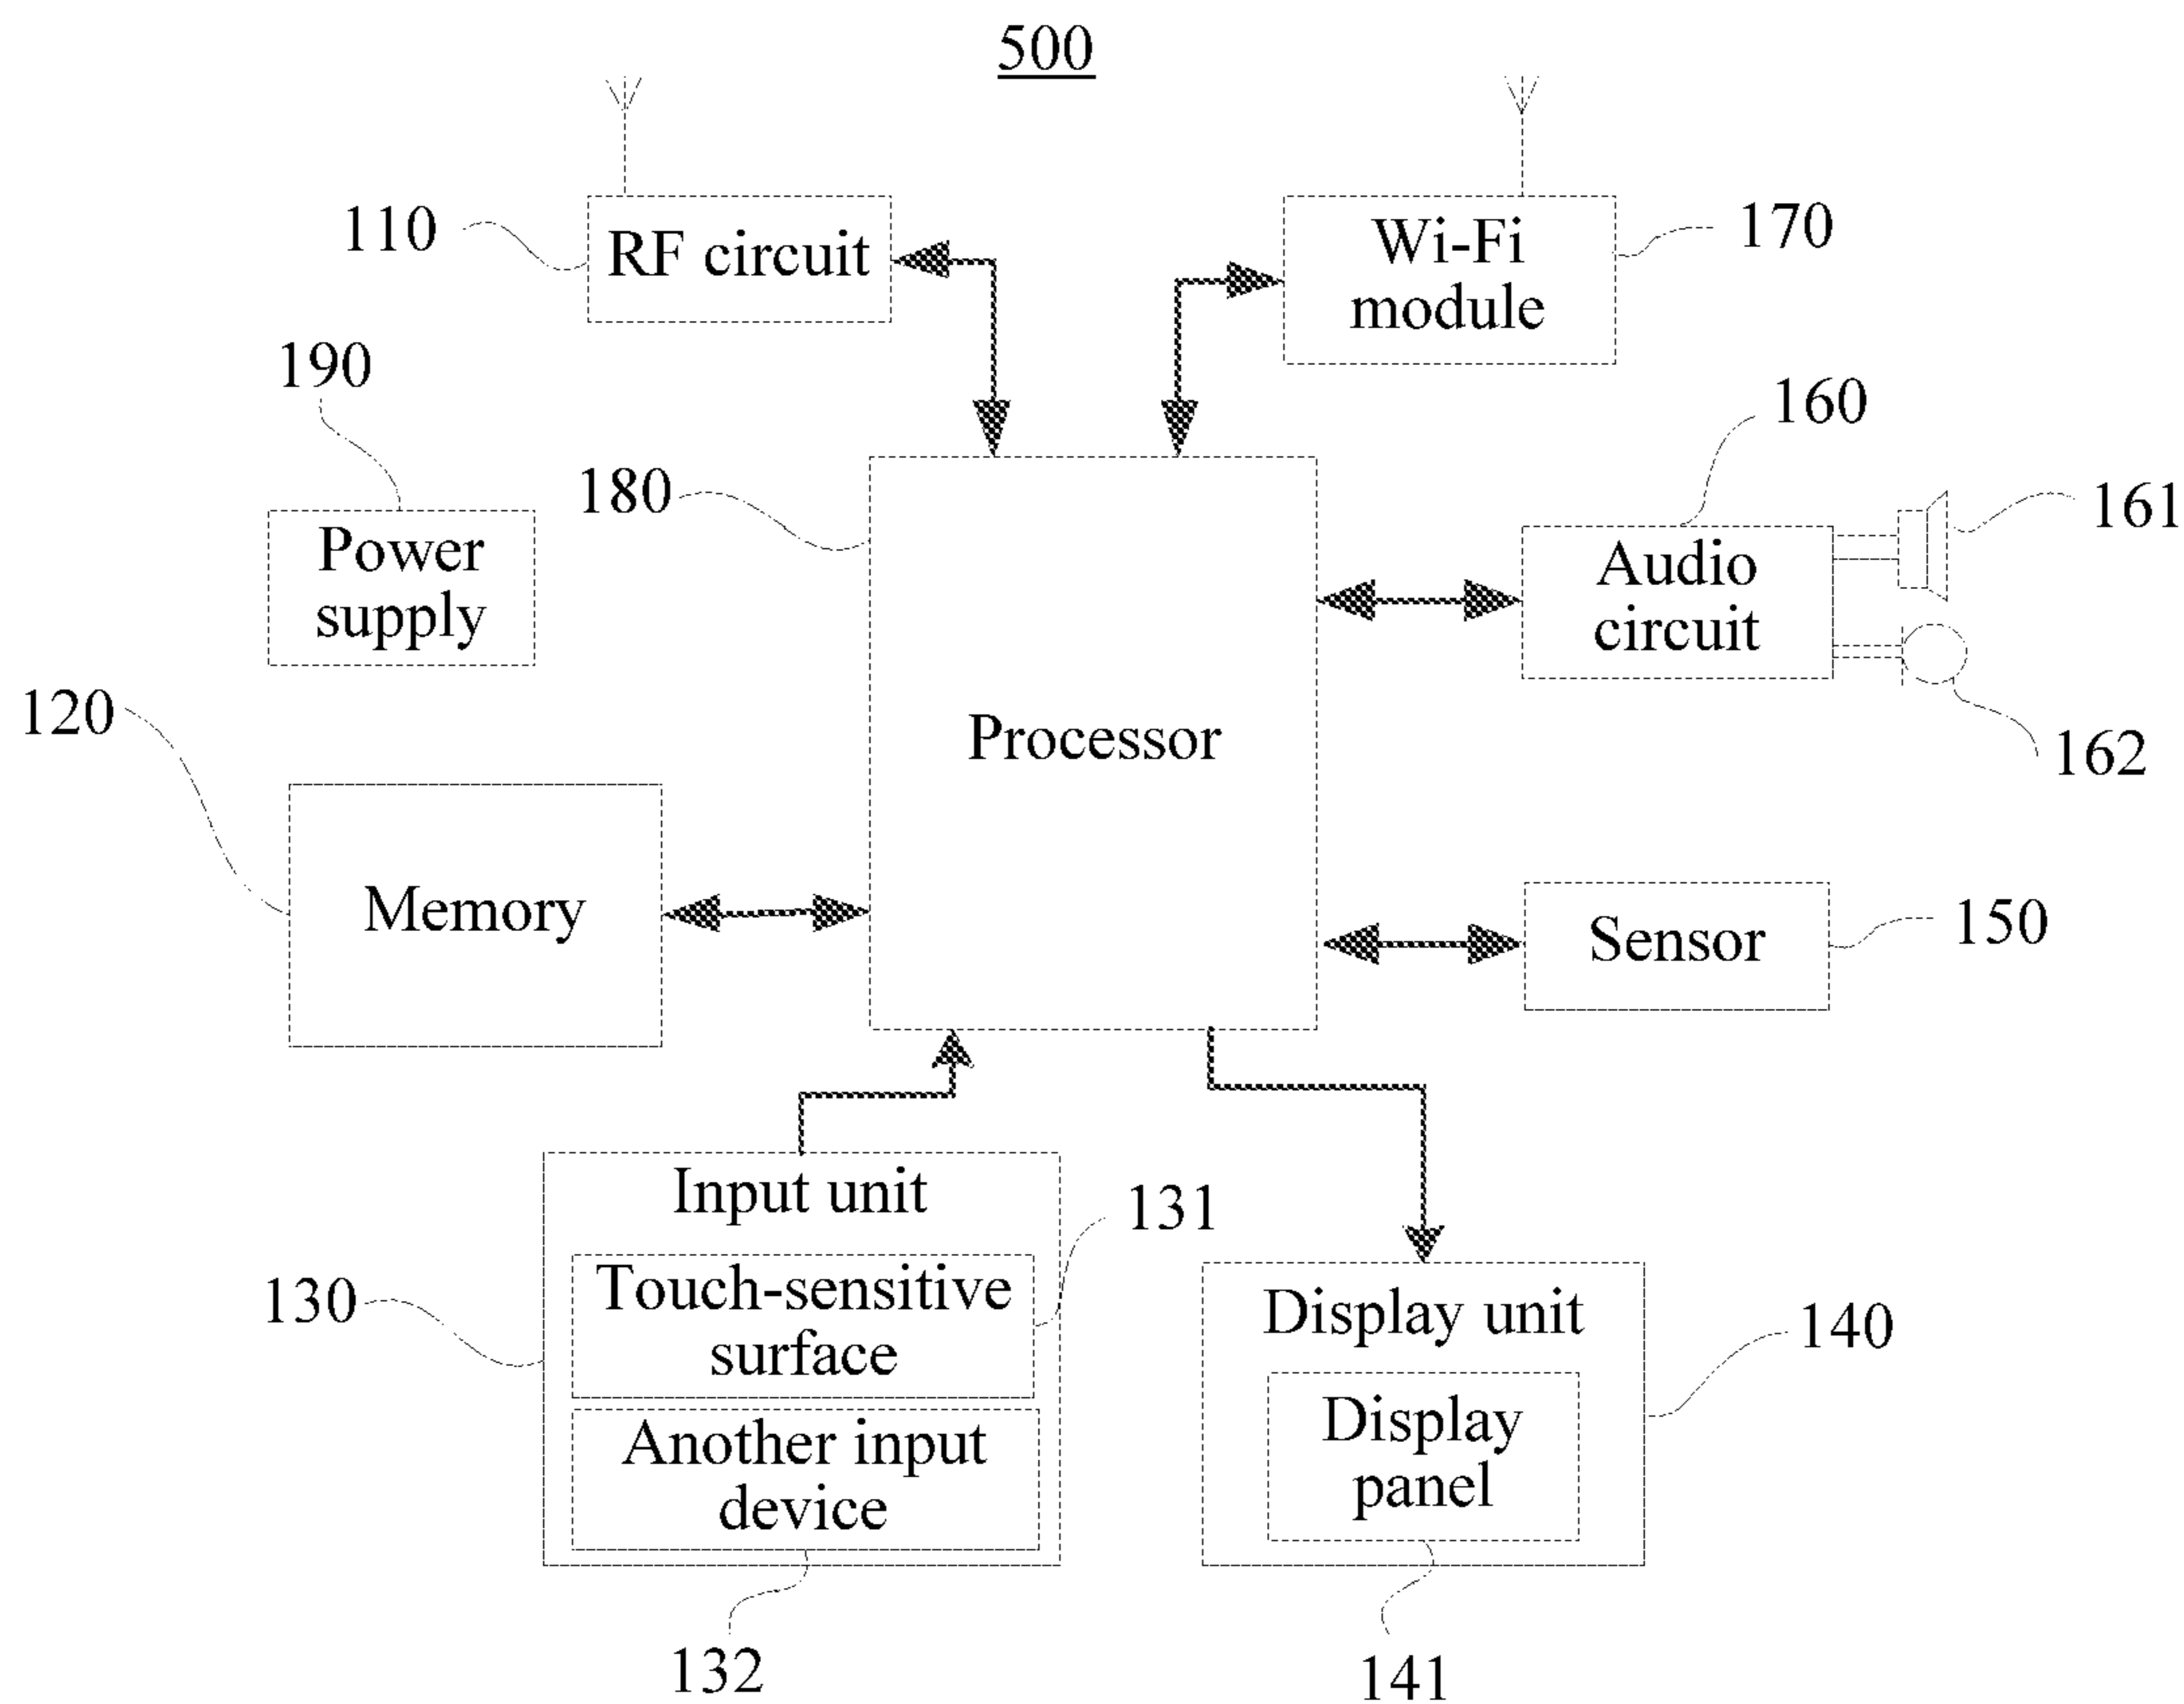 500
110
RF circuit
Wi-Fi
module
170
190
160
180
161
Power
supply
Audio
circuit
120
Processor
162
Memory
Sensor
150
Input unit
131
Touch-sensitive
surface
130
Another input
device
132
Display unit
140
Display
panel
141